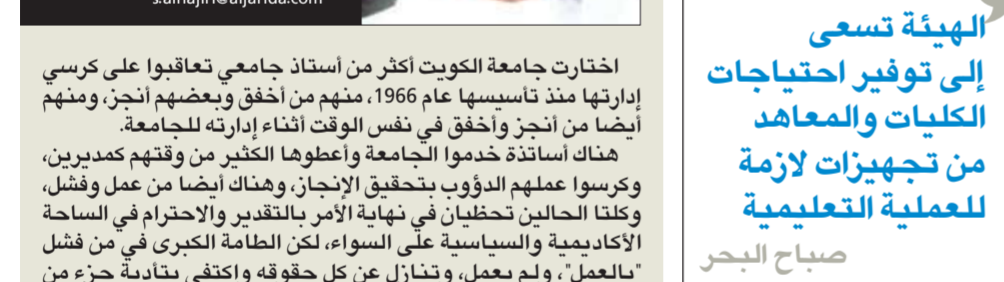 s.alhajiri@aljarida.com
اختارت جامعة الكويت أكثر من أستاذ جامعي تعاقبوا على كرسي
إدارتها منذ تأسيسها عام 1966، منهم من أخفق وبعضهم أنجز، ومنهم
أيضا من أنجز وأخفق في نفس الوقت أثناء إدارته للجامعة.
هناك أساتذة خدموا الجامعة وأعطوها الكثير من وقتهم كمديرين،
وكرسوا عملهم الدؤوب بتحقيق الإنجاز، وهناك أيضا من عمل وفشل،
وكلتا الحالين تحظيان في نهاية الأمر بالتقدير والاحترام في الساحة
الأكاديمية والسياسية على السواء، لكن الطامة الكبرى في من فشل
"بالعمل"، ولم يعمل، وتنازل عن كل حقوقه واكتفى بتأدية جزء من
الهيئة تسعى
إلى توفير احتياجات
الكليات والمعاهد
من تجهيزات لازمة
للعملية التعليمية
صباح البحر